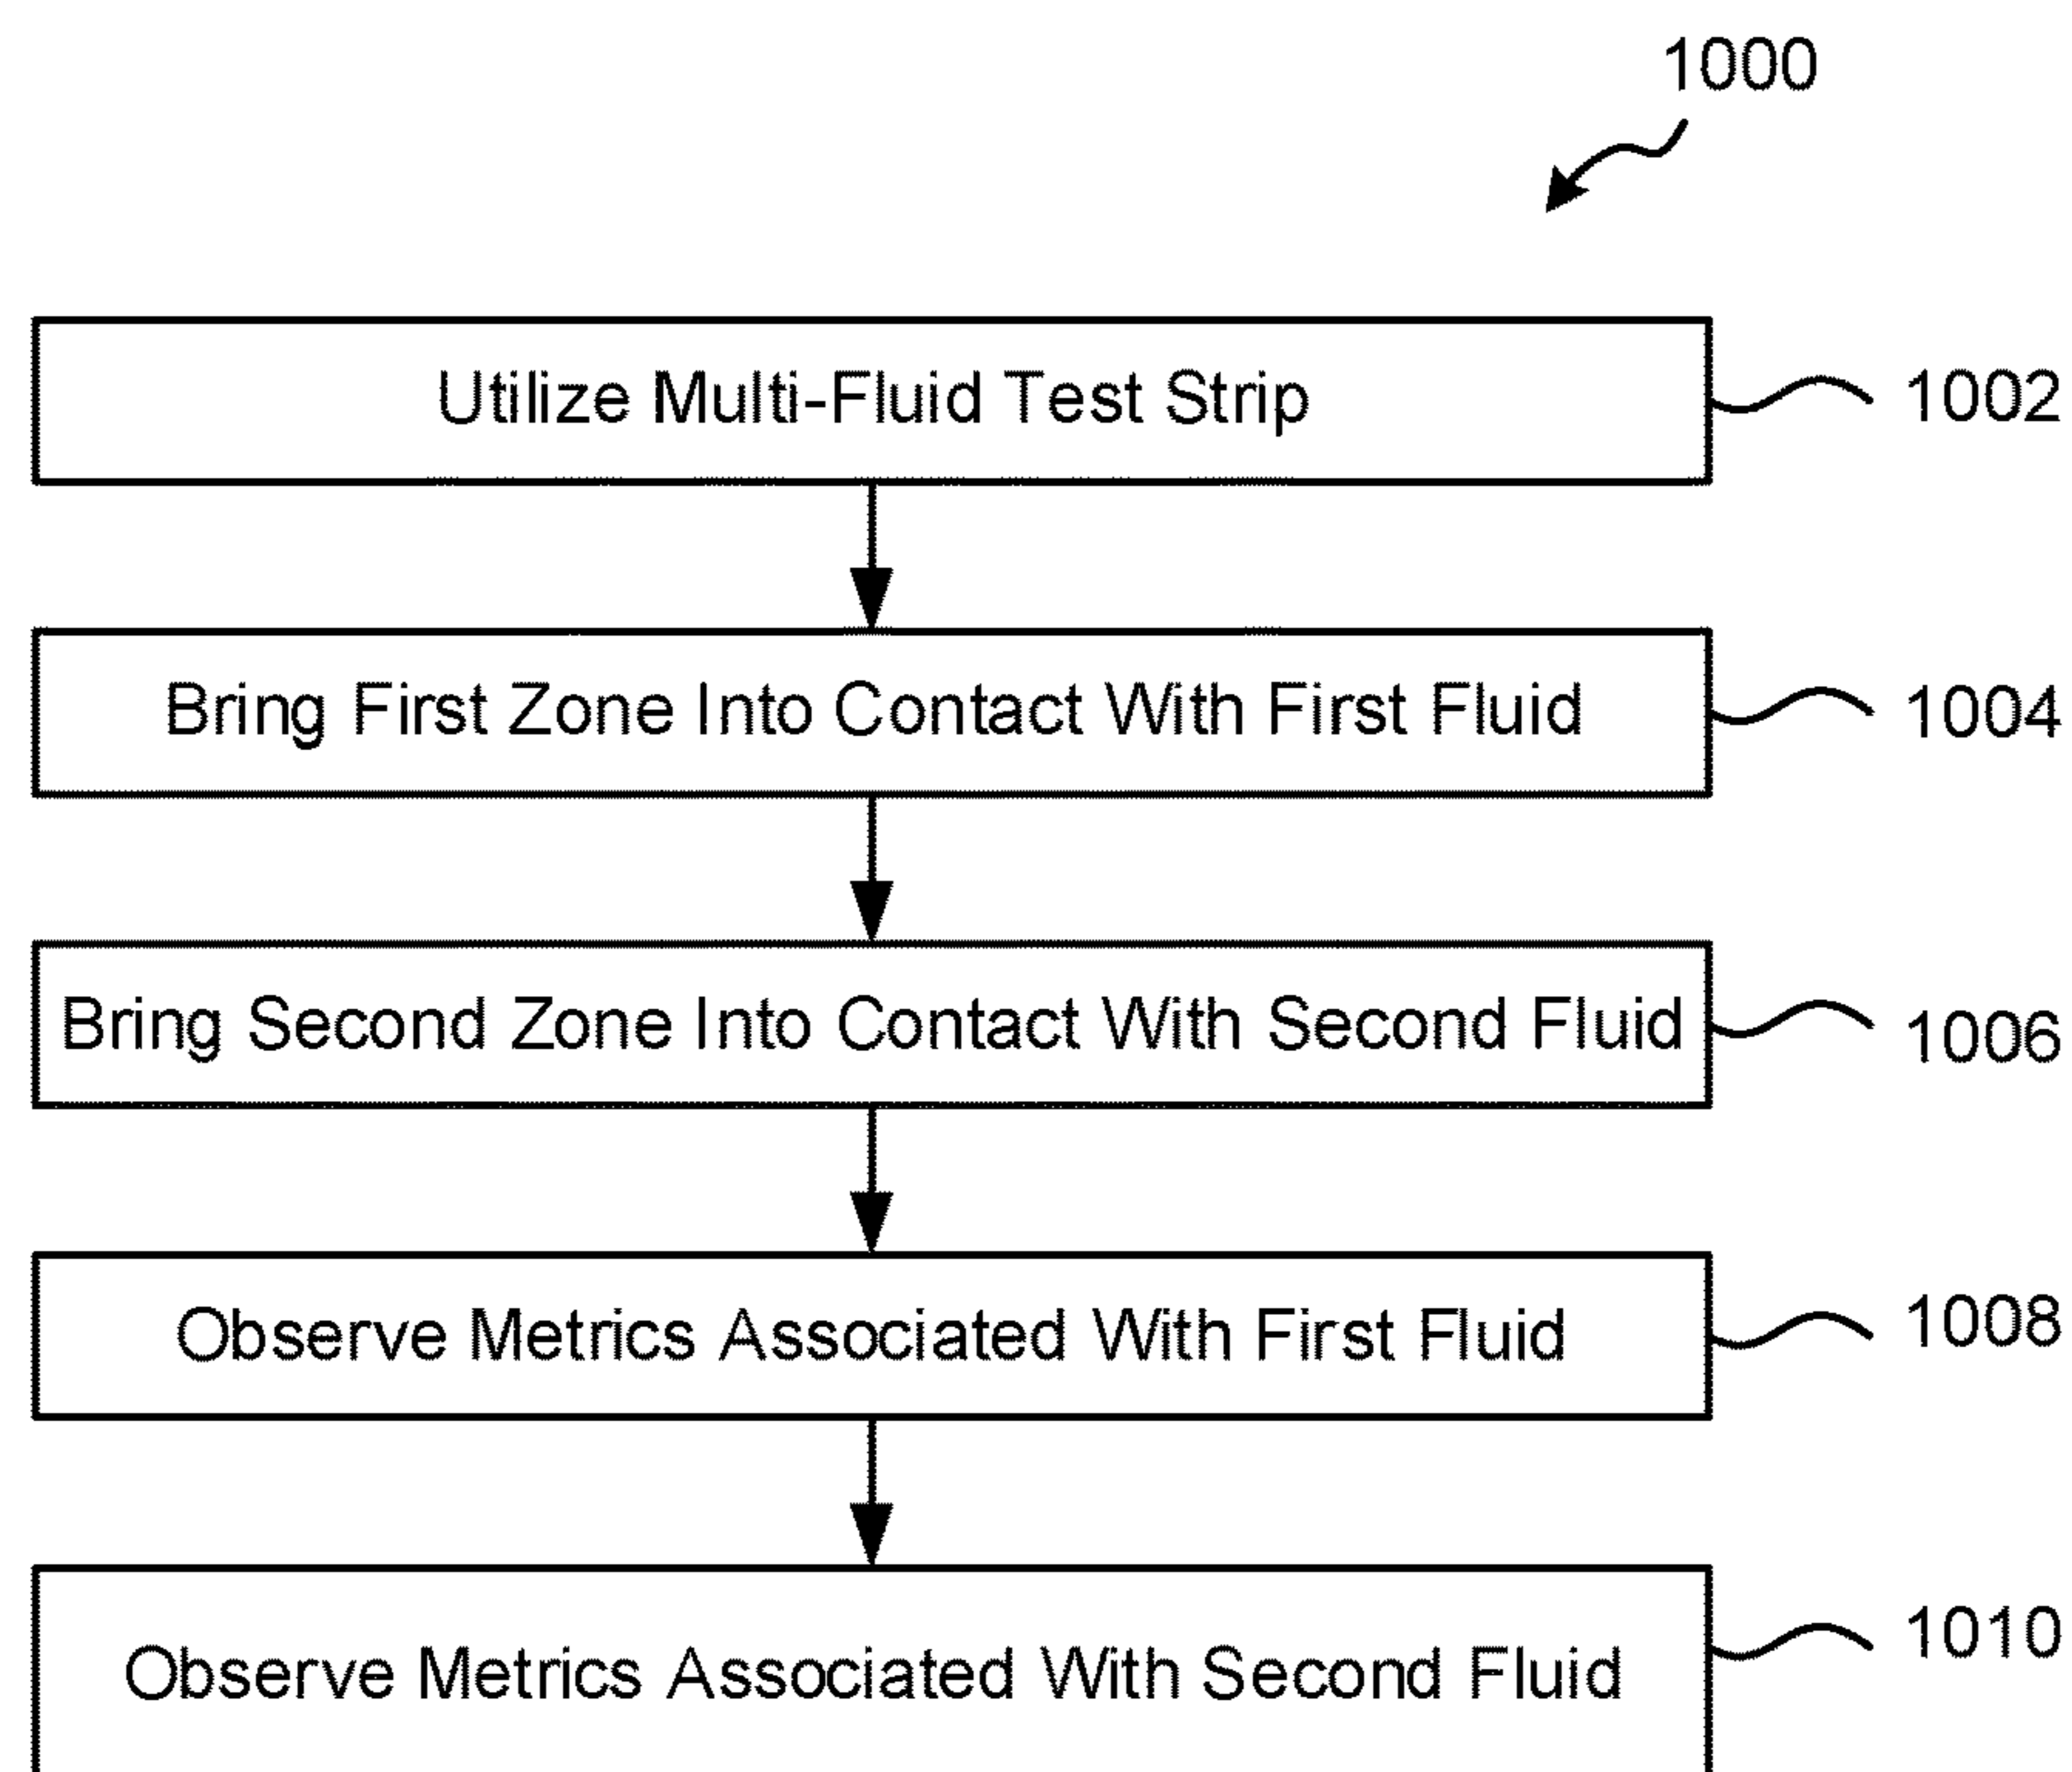 1000
Utilize Multi-Fluid Test Strip
1002
Bring First Zone Into Contact With First Fluid
1004
Bring Second Zone Into Contact With Second Fluid
1006
Observe Metrics Associated With First Fluid
1008
Observe Metrics Associated With Second Fluid
1010